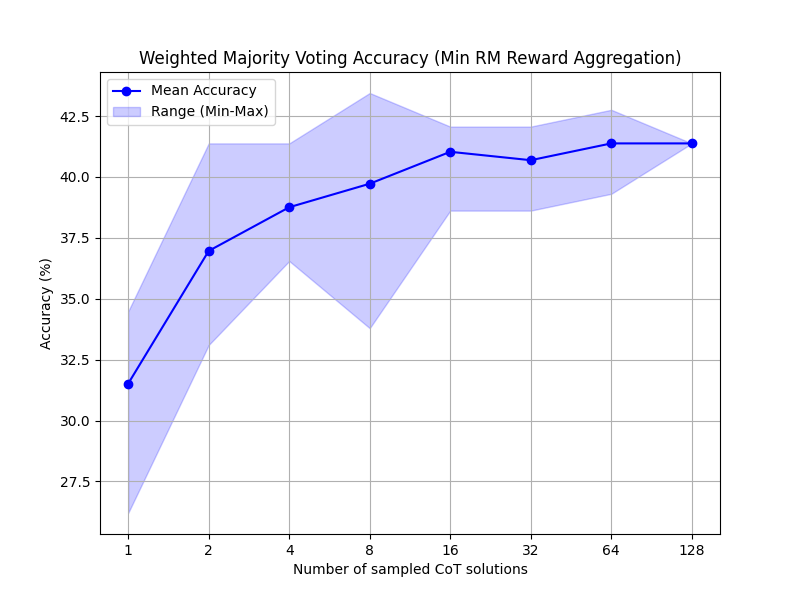 Weighted Majority Voting Accuracy (Min RM Reward Aggregation)
Mean Accuracy
Range (Min-Max)
Accuracy (%)
42.5
40.0
37.5
35.0
32.5
30.0
27.5
1 2 4 8 16 32 64 128
Number of sampled CoT solutions